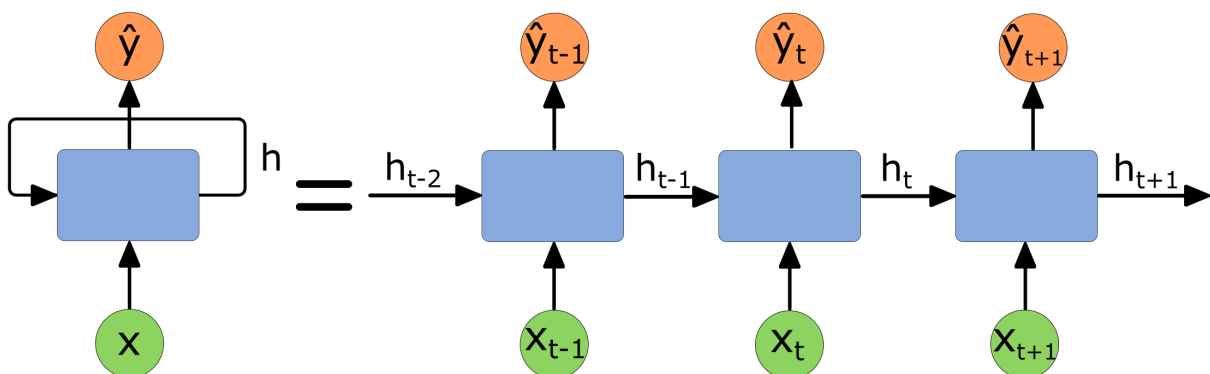 ŷ
ŷt-1
ŷt
ŷt+1
h
=
ht-2
ht-1
ht
ht+1
x
xt-1
xt
xt+1